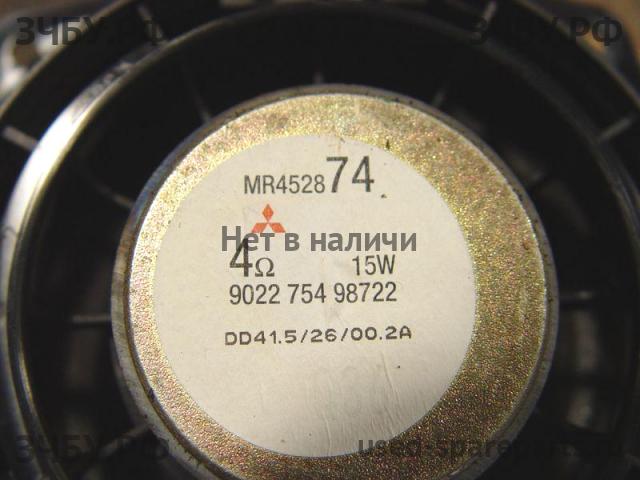 ЗЧБУ.РФ
ЗЧБУ.РФ
MR452874
Нет в наличи
4Ω 15W
9022 754 98722
DD41.5/26/00.2A
ЗЧБУ.РФ
used-spareparts.ru